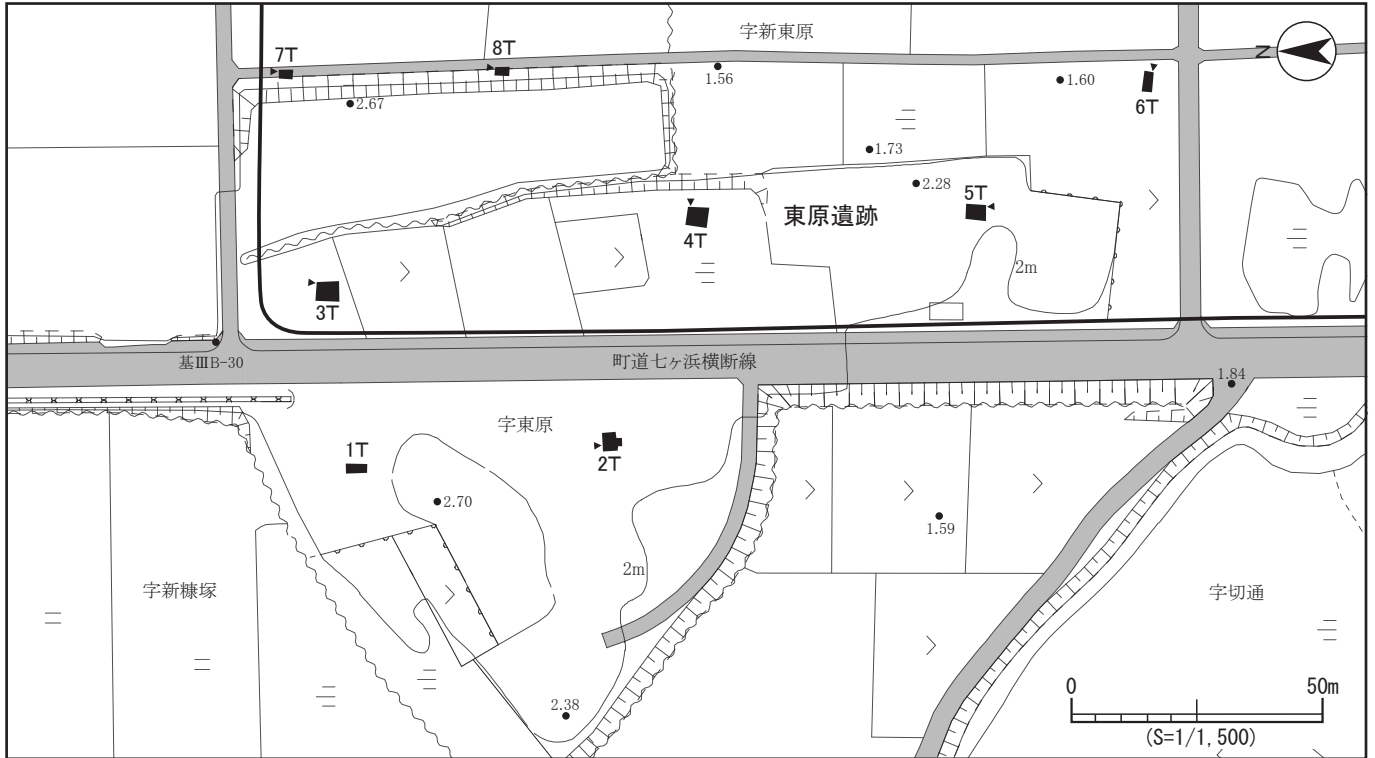 字新東原
7T
8T
N
1.56
1.60
6T
2.67
1.73
2.28
5T
東原遺跡
4T
2m
3T
基ⅢB-30
町道七ヶ浜横断線
1.84
字東原
1T
2T
2.70
1.59
2m
字新糠塚
字切通
2.38
0
50m
(S=1/1,500)